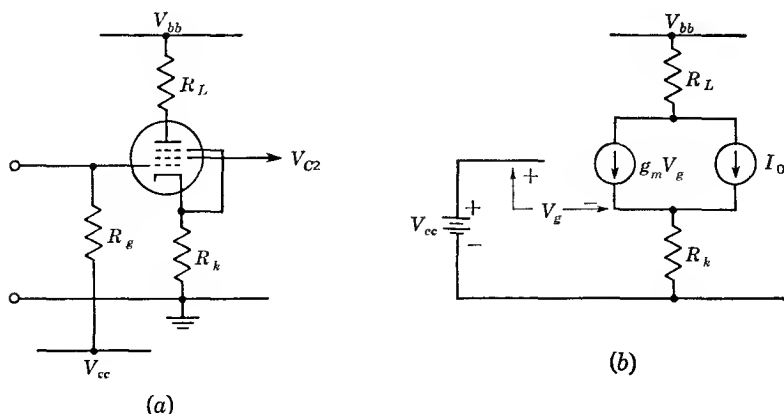 V_bb
R_L
V_C2
R_g
R_k
V_cc
(a)
V_bb
R_L
g_m V_g
I_0
+
V_g
−
+
V_cc
−
R_k
(b)